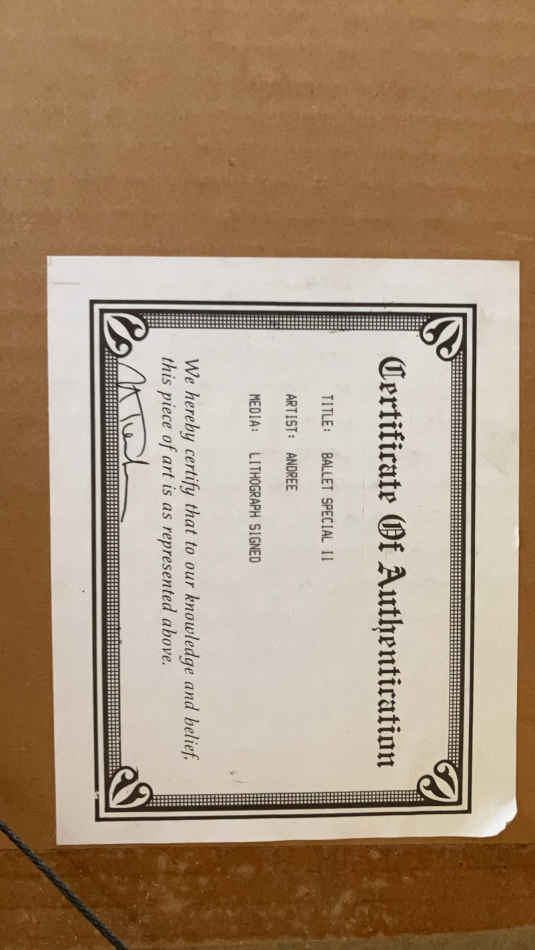 Certificate Of Authentication
TITLE: BALLET SPECIAL II
ARTIST: ANDREE
MEDIA: LITHOGRAPH SIGNED
We hereby certify that to our knowledge and belief,
this piece of art is as represented above.